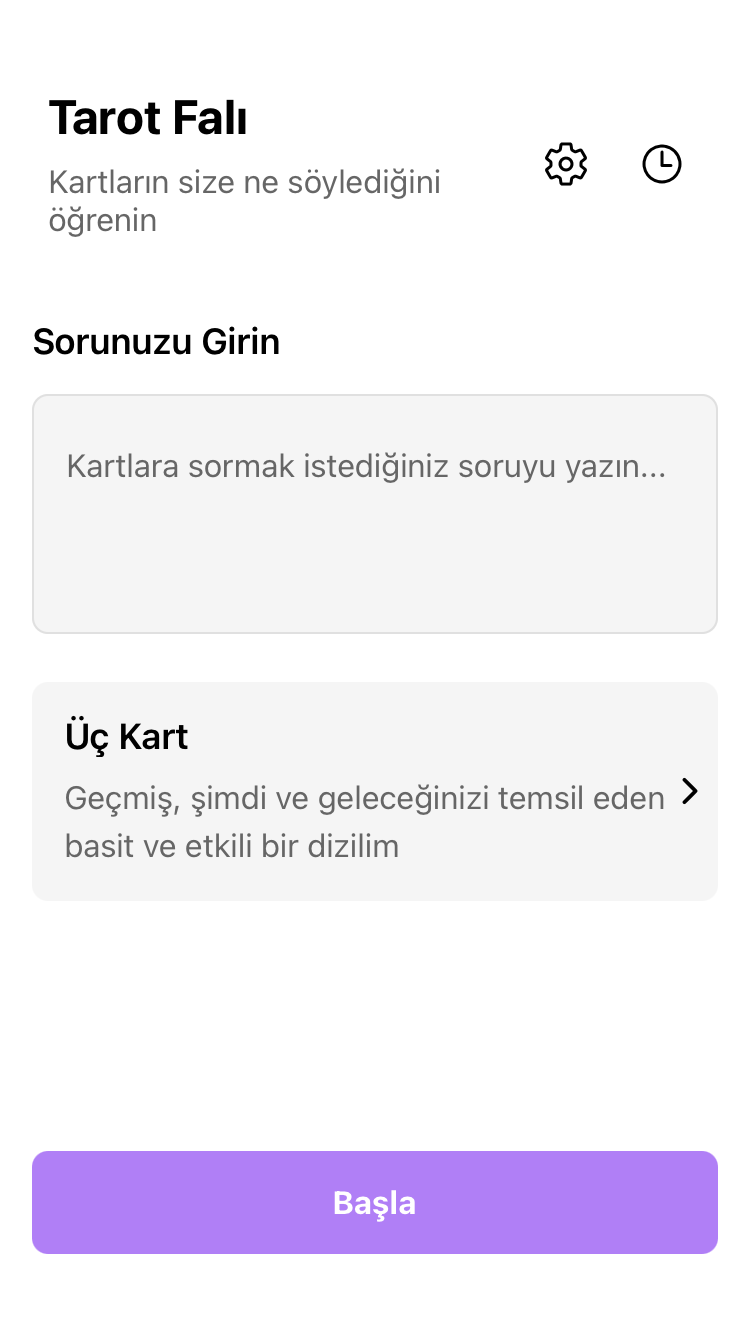 Tarot Falı
Kartların size ne söylediğini
öğrenin
Sorunuzu Girin
Kartlara sormak istediğiniz soruyu yazın...
Üç Kart
Geçmiş, şimdi ve geleceğinizi temsil eden
basit ve etkili bir dizilim
Başla